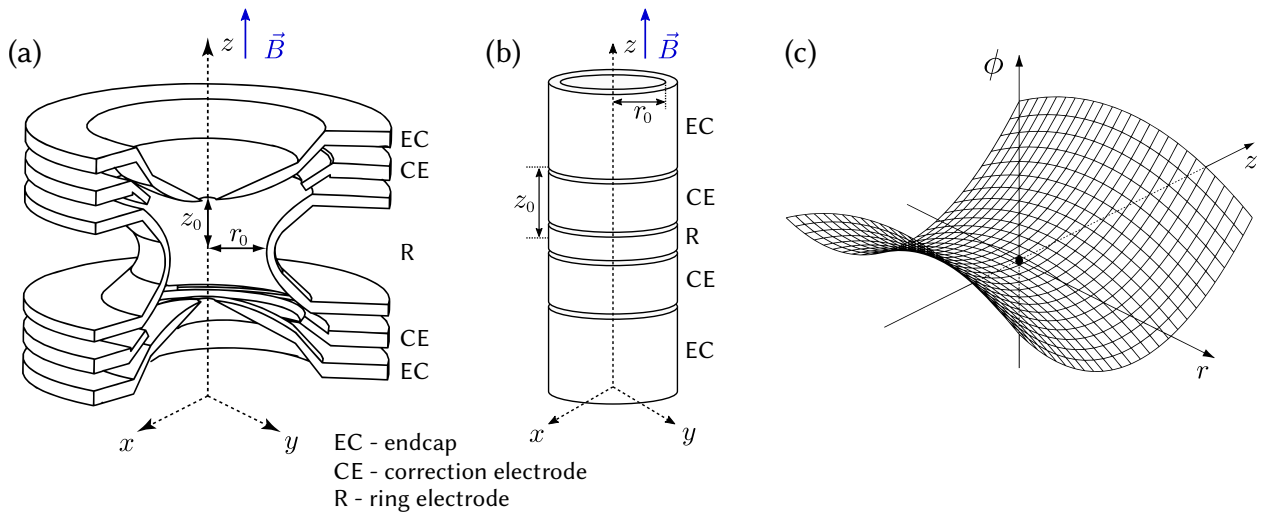 (a)
z
B⃗
EC
CE
z₀
r₀
R
CE
EC
x
y
(b)
z
B⃗
r₀
EC
z₀
CE
R
CE
EC
x
y
EC - endcap
CE - correction electrode
R - ring electrode
(c)
ϕ
z
r